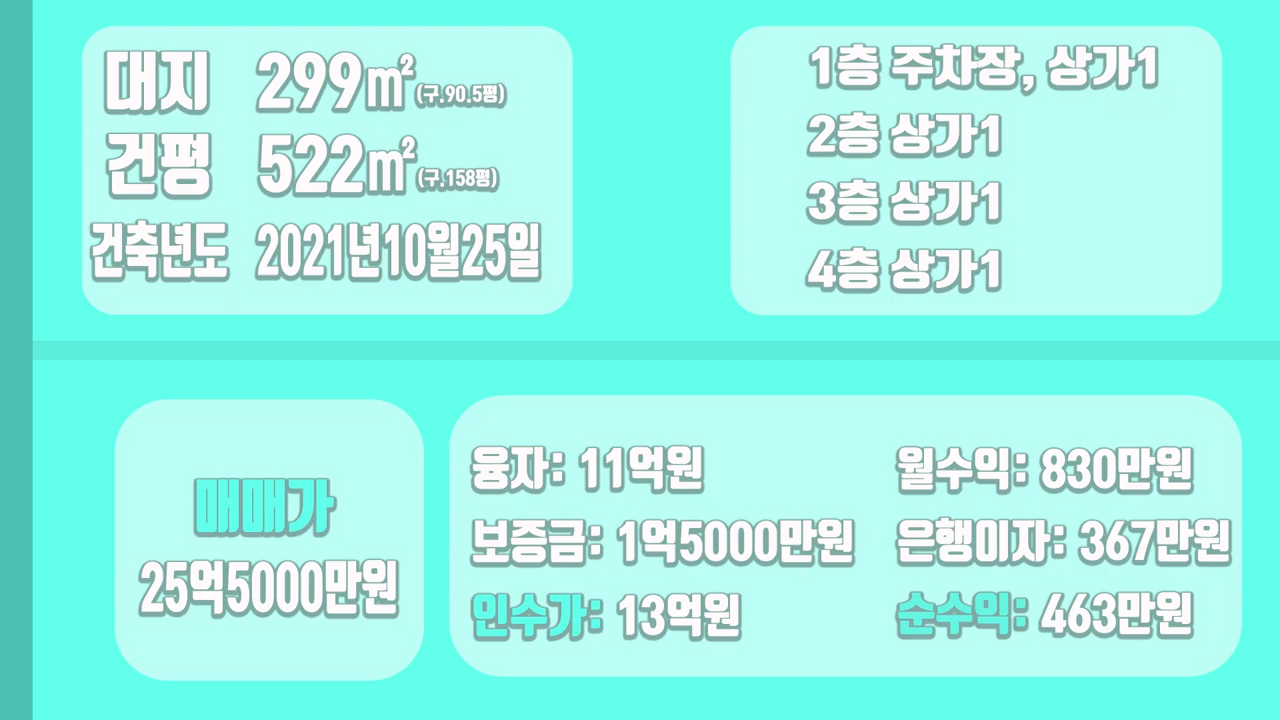 대지 299㎡(구.90.5평)
건평 522㎡(구.158평)
건축년도 2021년10월25일
1층 주차장, 상가1
2층 상가1
3층 상가1
4층 상가1
매매가
25억5000만원
융자: 11억원
보증금: 1억5000만원
인수가: 13억원
월수익: 830만원
은행이자: 367만원
순수익: 463만원